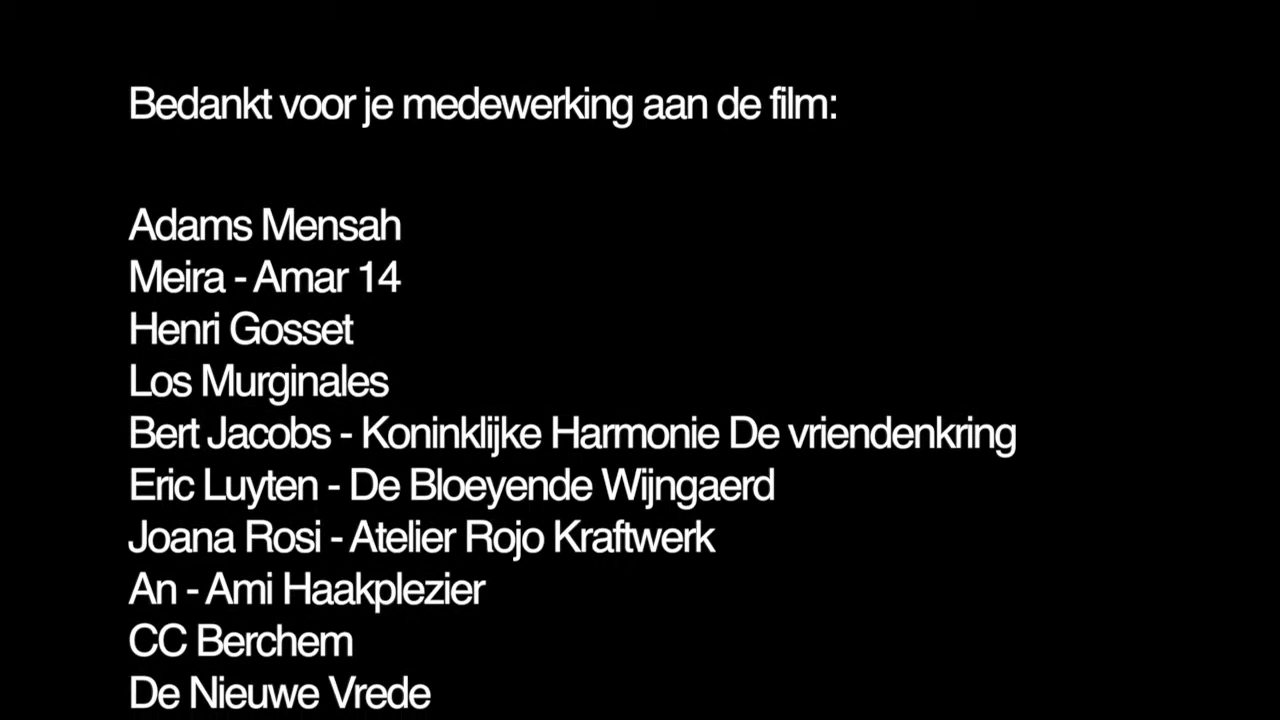 Bedankt voor je medewerking aan de film:
Adams Mensah
Meira - Amar 14
Henri Gosset
Los Murginales
Bert Jacobs - Koninklijke Harmonie De vriendenkring
Eric Luyten - De Bloeyende Wijngaerd
Joana Rosi - Atelier Rojo Kraftwerk
An - Ami Haakplezier
CC Berchem
De Nieuwe Vrede